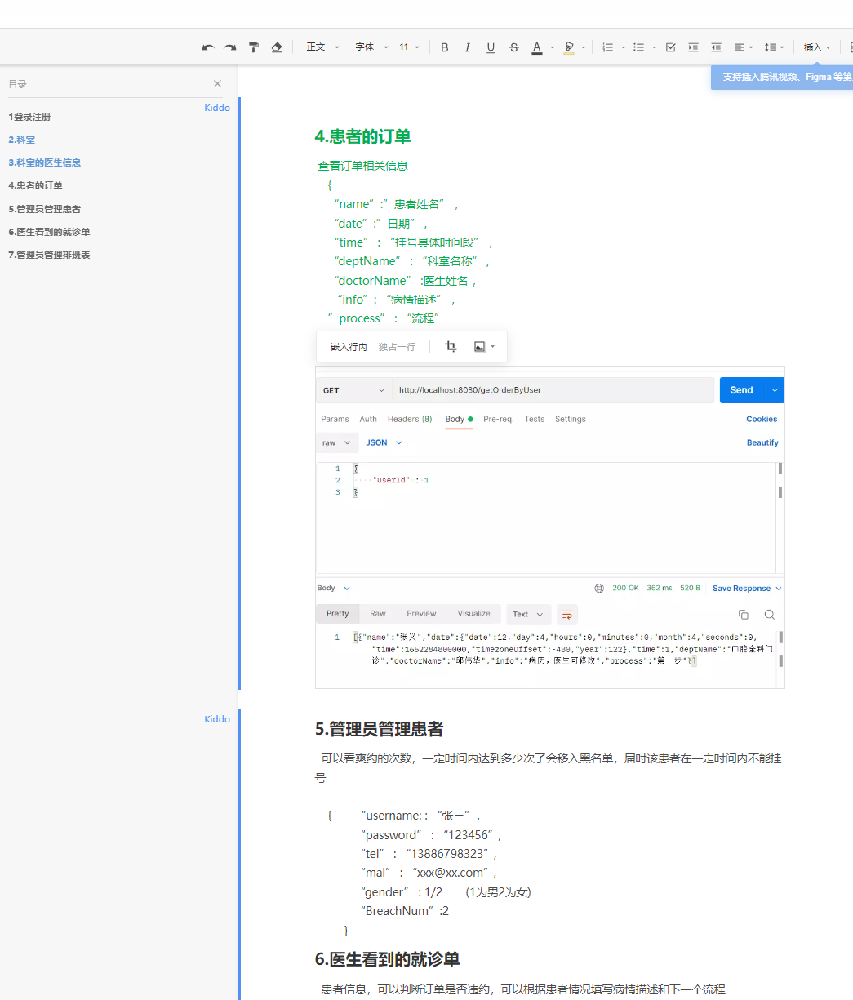 正文
字体
11
B
I
U
S
A
插入
支持插入腾讯视频、Figma 等第
目录
Kiddo
1登录注册
2.科室
3.科室的医生信息
4.患者的订单
5.管理员管理患者
6.医生看到的就诊单
7.管理员管理排班表
4.患者的订单
查看订单相关信息
{
“name” :” 患者姓名” ，
“date” :” 日期” ，
“time” ： “挂号具体时间段” ，
“deptName” ： “科室名称” ，
“doctorName” :医生姓名 ，
“info” ： “病情描述” ，
” process” ： “流程”
嵌入行内 独占一行
GET http://localhost:8080/getOrderByUser Send
Params Auth Headers (8) Body Pre-req. Tests Settings Cookies
raw JSON Beautify
1 {
2 "userId" : 1
3 }
Body 200 OK 362 ms 520 B Save Response
Pretty Raw Preview Visualize Text
1 [{"name":"张义","date":{"date":12,"day":4,"hours":0,"minutes":0,"month":4,"seconds":0,
"time":1652284800000,"timezoneOffset":-480,"year":122},"time":1,"deptName":"口腔全科门
诊","doctorName":"邱伟华","info":"病历，医生可修改","process":"第一步"}]
Kiddo
5.管理员管理患者
可以看爽约的次数，一定时间内达到多少次了会移入黑名单，届时该患者在一定时间内不能挂
号
{ “username: : “张三” ，
“password” ： “123456” ，
“tel” ： “13886798323” ，
“mal” ： “xxx@xx.com” ，
“gender” : 1/2 (1为男2为女)
“BreachNum” :2
}
6.医生看到的就诊单
患者信息，可以判断订单是否违约，可以根据患者情况填写病情描述和下一个流程